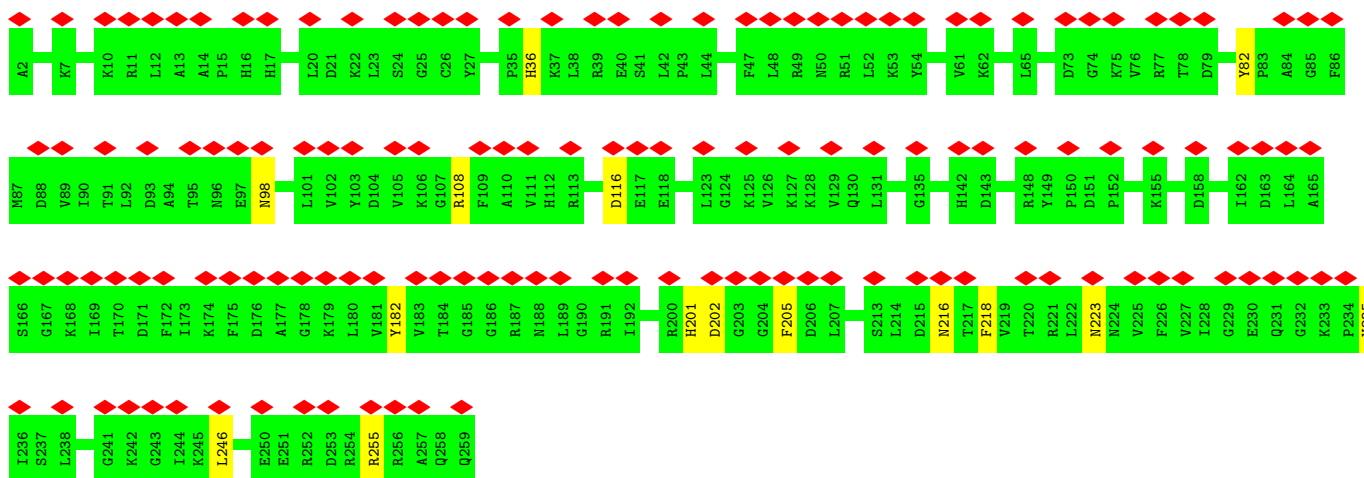 A2 K7 K10 R11 L12 A13 A14 P15 H16 H17 L20 D21 K22 L23 S24 G25 C26 Y27 P35 H36 K37 L38 R39 E40 S41 L42 P43 L44 F47 L48 R49 N50 R51 L52 K53 Y54 V61 K62 L65 D73 G74 K75 V76 R77 T78 D79 Y82 P83 A84 G85 F86
M87 D88 V89 I90 T91 L92 D93 A94 T95 N96 E97 N98 L101 V102 Y103 D104 V105 K106 G107 R108 F109 A110 V111 H112 R113 D116 E117 E118 L123 G124 K125 V126 K127 K128 V129 Q130 L131 G135 H142 D143 R148 Y149 P150 D151 P152 K155 D158 I162 D163 L164 A165
S166 G167 K168 I169 T170 D171 F172 I173 K174 F175 D176 A177 G178 K179 L180 V181 Y182 V183 T184 G185 G186 R187 N188 L189 G190 R191 I192 R200 H201 D202 G203 G204 F205 D206 L207 S213 L214 D215 N216 T217 F218 V219 T220 R221 L222 N223 N224 V225 F226 V227 I228 G229 E230 Q231 G232 K233 P234
I236 S237 L238 G241 K242 G243 I244 K245 L246 E250 E251 R252 D253 R254 R255 R256 A257 Q258 Q259